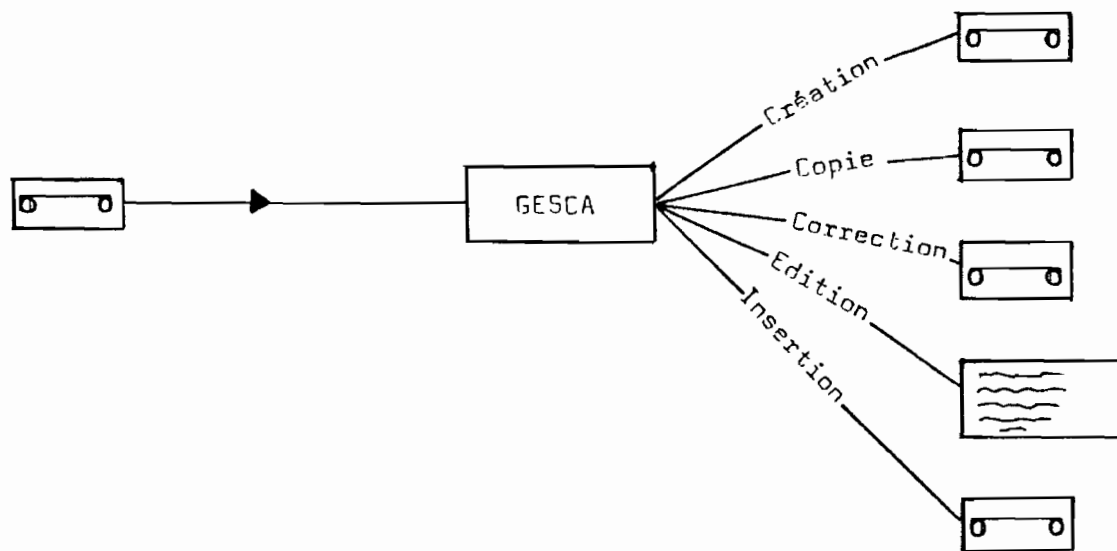 Création
Copie
GESCA
Correction
Edition
Insertion